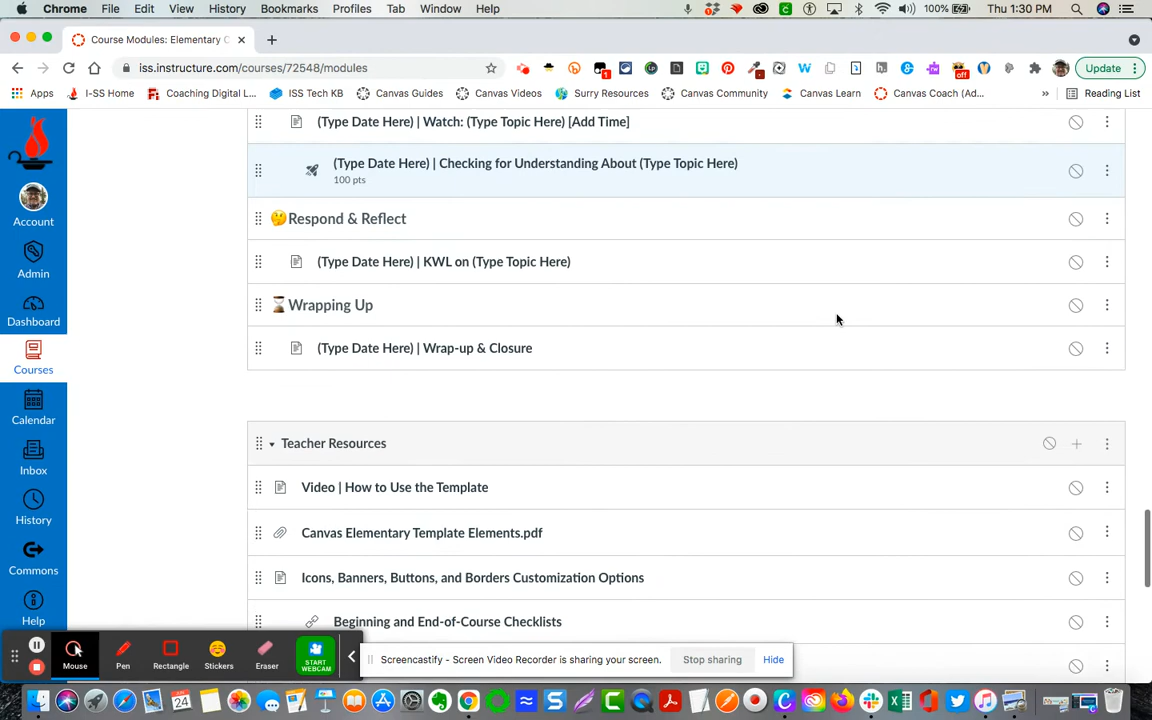 Chrome File Edit View History Bookmarks Profiles Tab Window Help 100% Thu 1:30 PM
Course Modules: Elementary C
iss.instructure.com/courses/72548/modules
Update
Apps I-SS Home Coaching Digital L... ISS Tech KB Canvas Guides Canvas Videos Surry Resources Canvas Community Canvas Learn Canvas Coach (Ad... » Reading List
(Type Date Here) | Watch: (Type Topic Here) [Add Time]
(Type Date Here) | Checking for Understanding About (Type Topic Here)
100 pts
🤔Respond & Reflect
(Type Date Here) | KWL on (Type Topic Here)
⌛Wrapping Up
(Type Date Here) | Wrap-up & Closure
Teacher Resources
Video | How to Use the Template
Canvas Elementary Template Elements.pdf
Icons, Banners, Buttons, and Borders Customization Options
Beginning and End-of-Course Checklists
Account
Admin
Dashboard
Courses
Calendar
Inbox
History
Commons
Help
Mouse Pen Rectangle Stickers Eraser START WEBCAM
Screencastify - Screen Video Recorder is sharing your screen. Stop sharing Hide